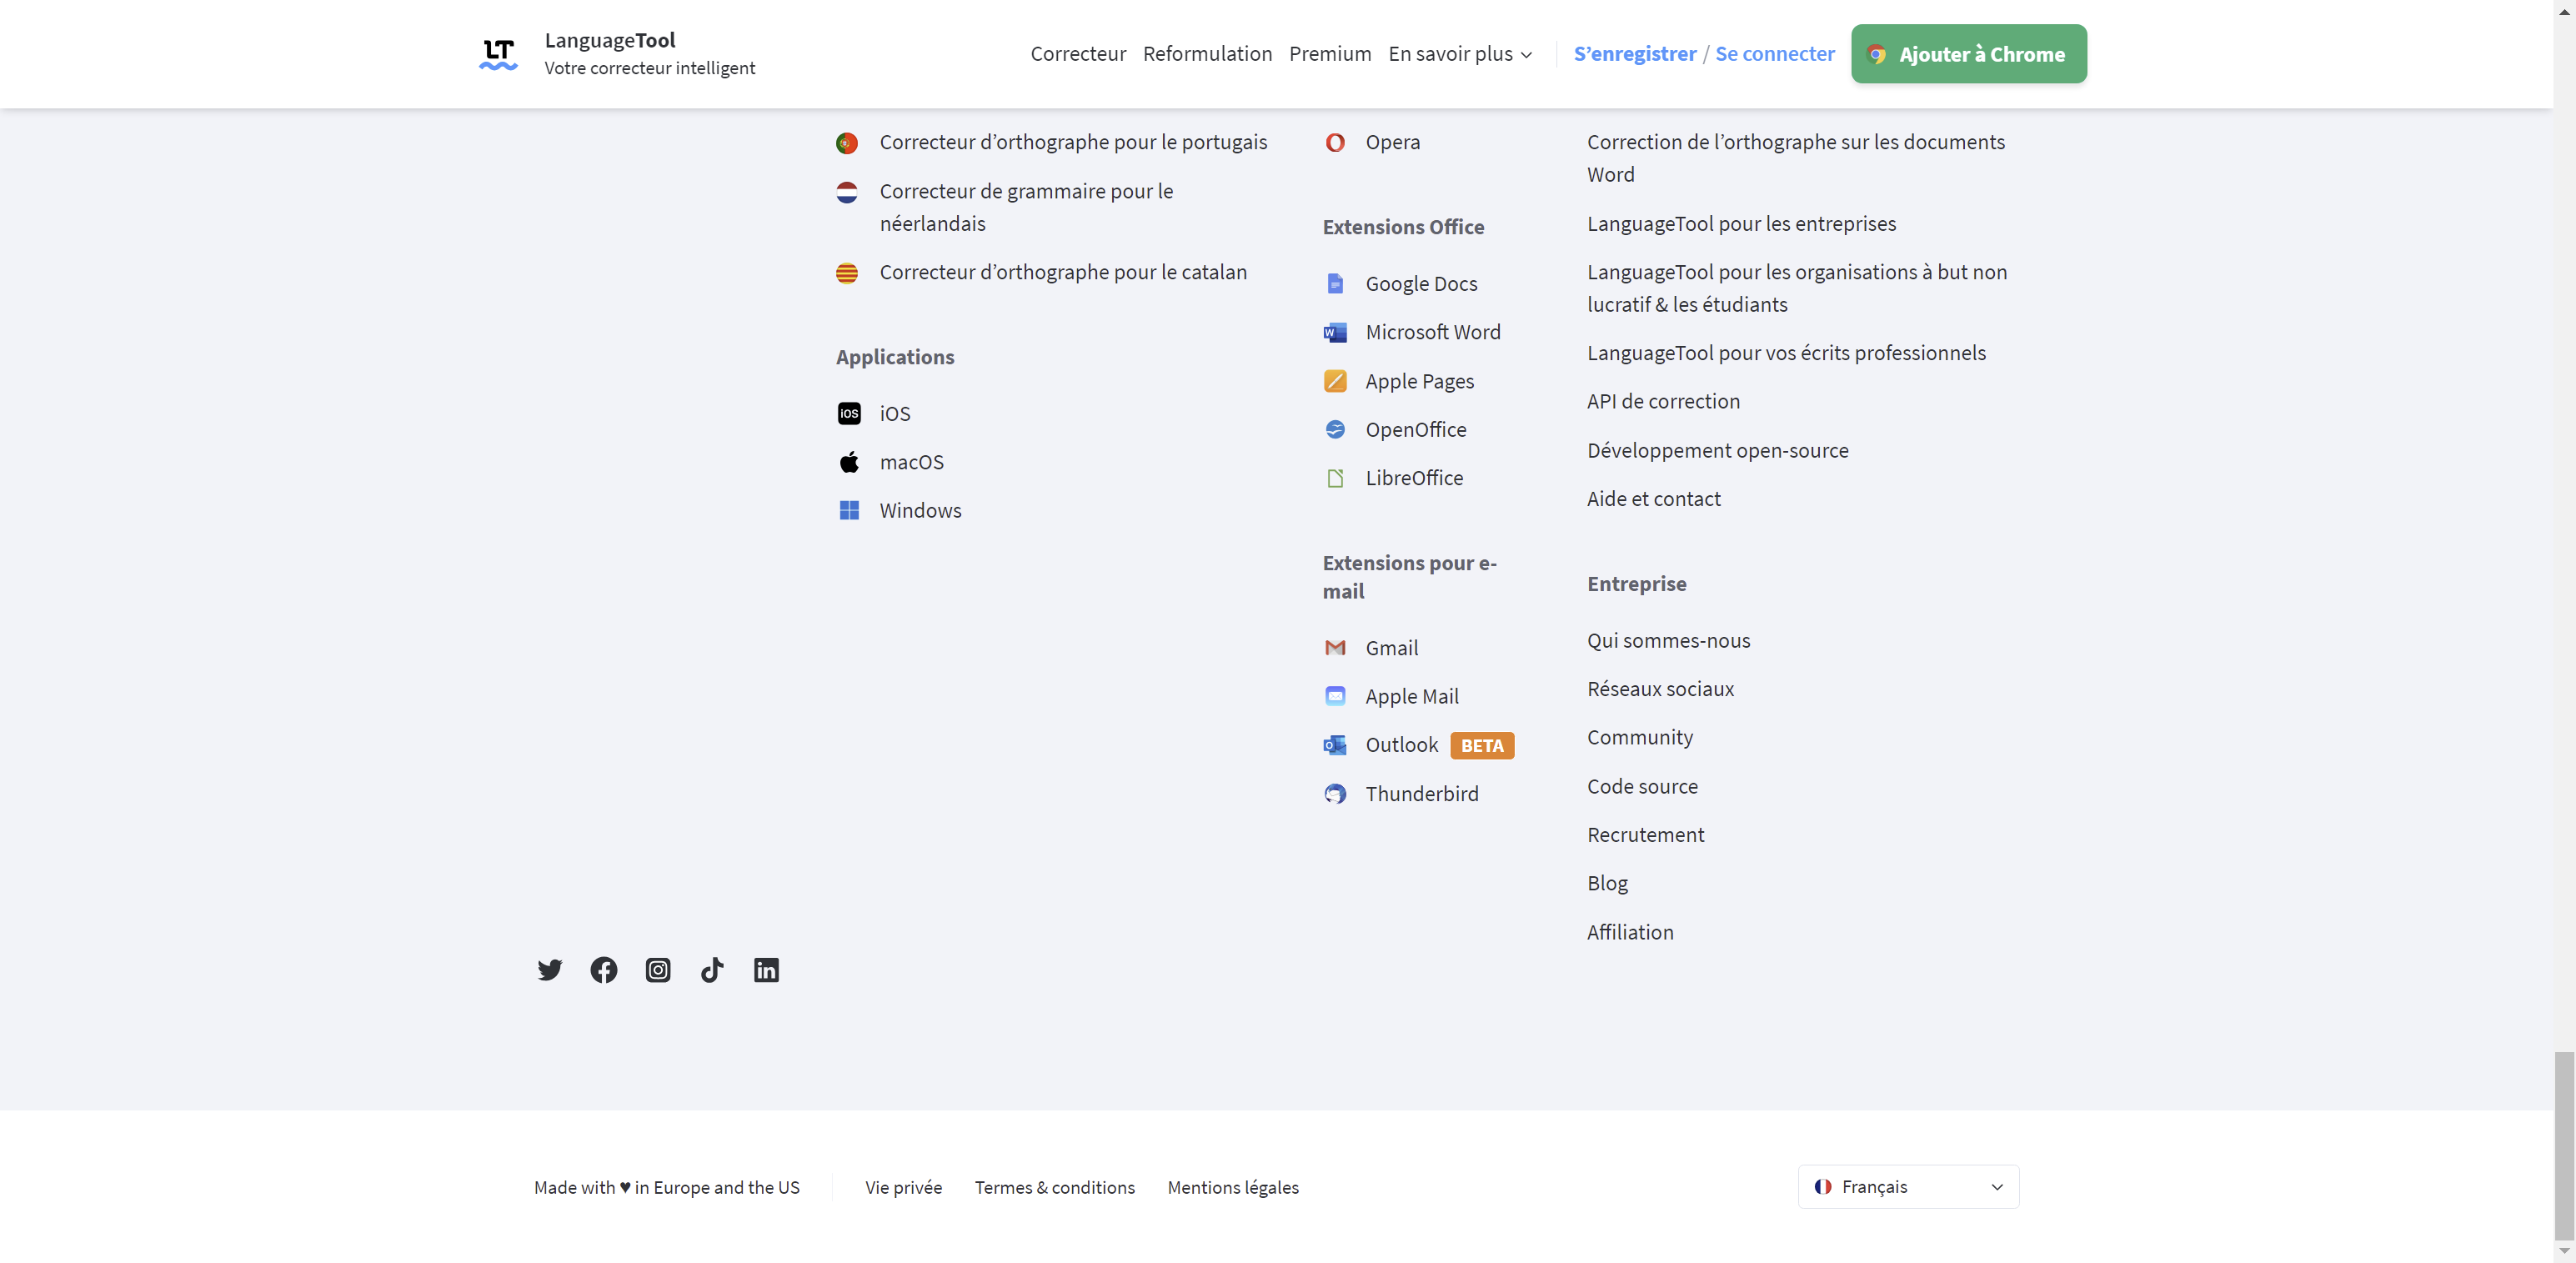 LanguageTool
Votre correcteur intelligent
Correcteur Reformulation Premium En savoir plus S’enregistrer / Se connecter Ajouter à Chrome
Correcteur d’orthographe pour le portugais
Correcteur de grammaire pour le
néerlandais
Correcteur d’orthographe pour le catalan
Applications
iOS
macOS
Windows
Opera
Extensions Office
Google Docs
Microsoft Word
Apple Pages
OpenOffice
LibreOffice
Extensions pour e-
mail
Gmail
Apple Mail
Outlook BETA
Thunderbird
Correction de l’orthographe sur les documents
Word
LanguageTool pour les entreprises
LanguageTool pour les organisations à but non
lucratif & les étudiants
LanguageTool pour vos écrits professionnels
API de correction
Développement open-source
Aide et contact
Entreprise
Qui sommes-nous
Réseaux sociaux
Community
Code source
Recrutement
Blog
Affiliation
Made with ♥ in Europe and the US Vie privée Termes & conditions Mentions légales Français